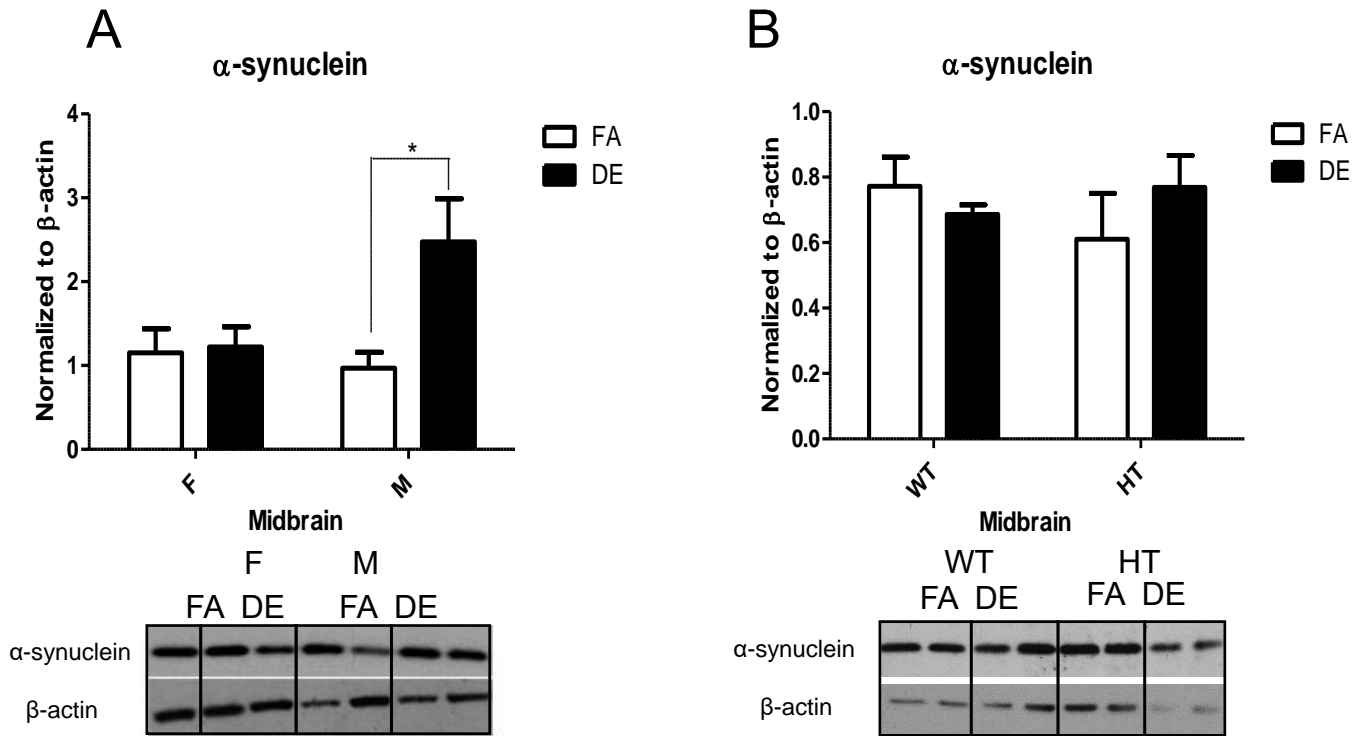 A
α-synuclein
Normalized to β-actin
4
3
2
1
0
*
FA
DE
F
M
Midbrain
F M
FA DE FA DE
α-synuclein
β-actin
B
α-synuclein
Normalized to β-actin
1.0
0.8
0.6
0.4
0.2
0.0
FA
DE
WT
HT
Midbrain
WT HT
FA DE FA DE
α-synuclein
β-actin